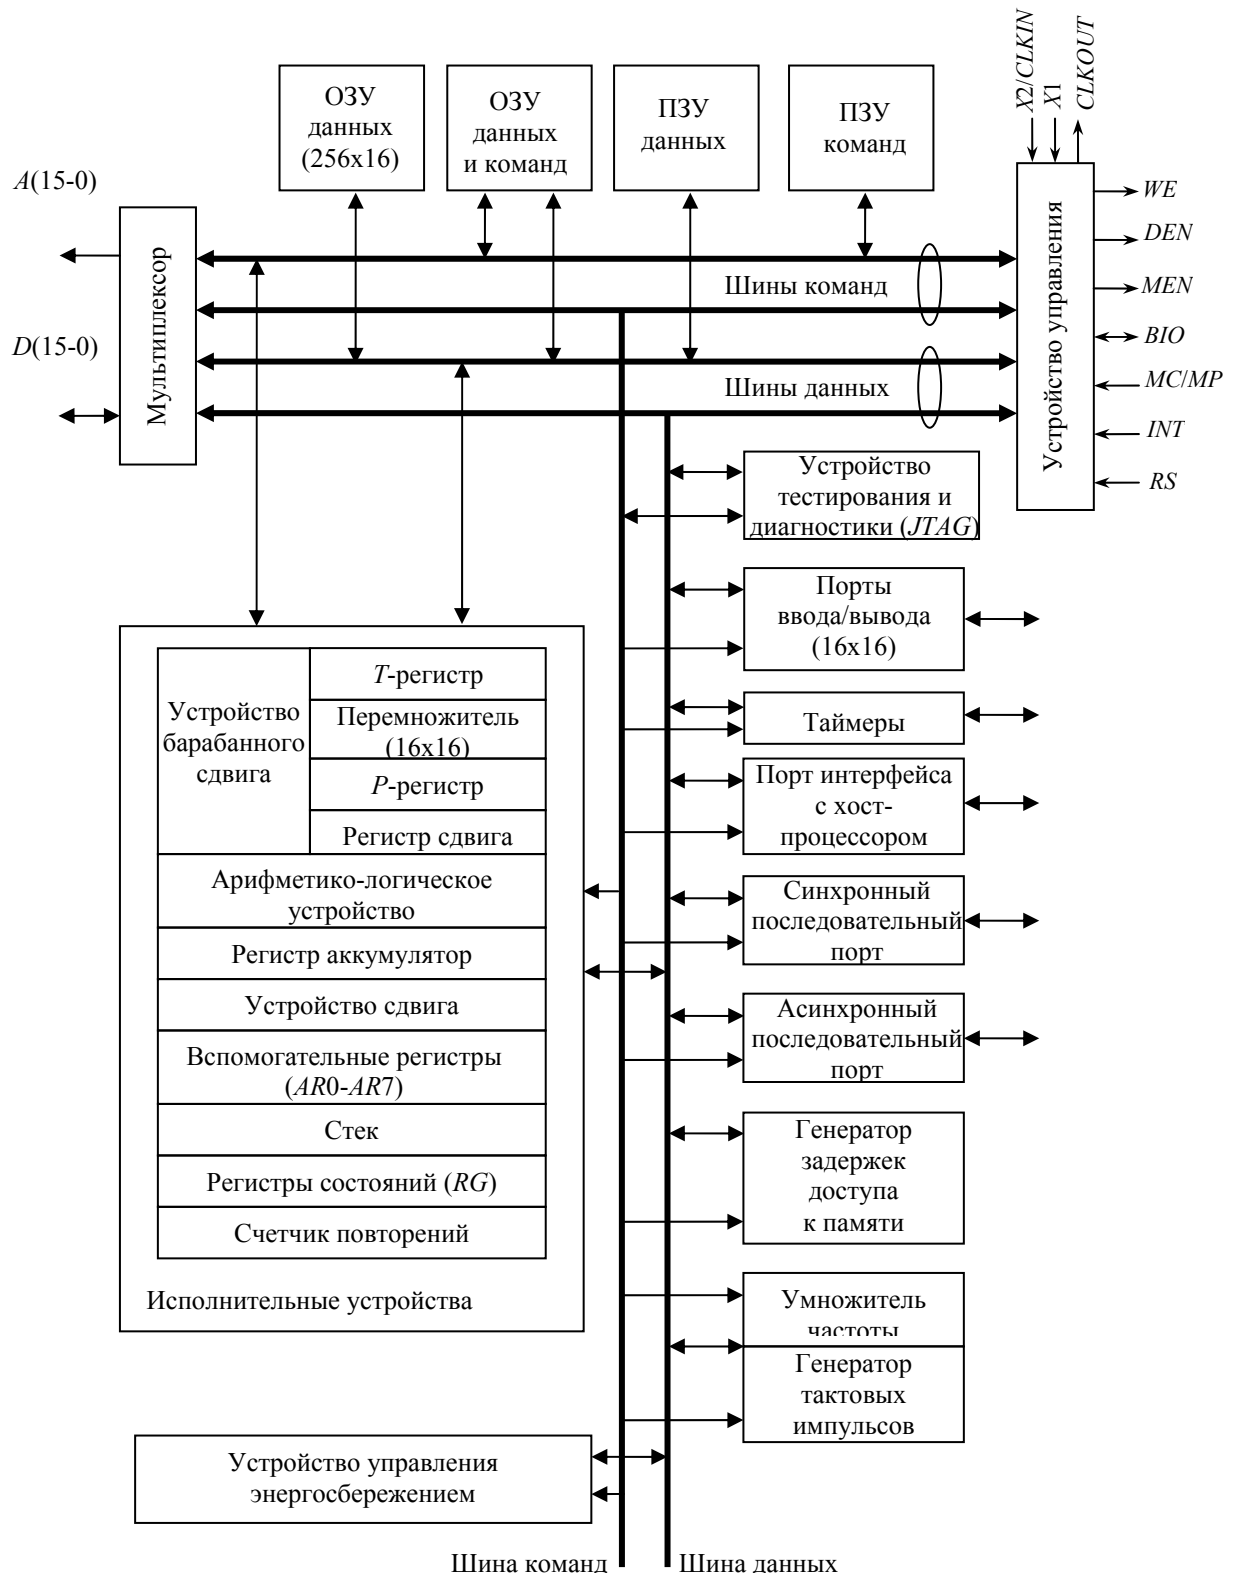 X2/CLKIN
X1
CLKOUT
ОЗУ
данных
(256x16)
ОЗУ
данных
и команд
ПЗУ
данных
ПЗУ
команд
A(15-0)
D(15-0)
Мультиплексор
Шины команд
Шины данных
Устройство управления
WE
DEN
MEN
BIO
MC/MP
INT
RS
Устройство
тестирования и
диагностики (JTAG)
Порты
ввода/вывода
(16x16)
Таймеры
Порт интерфейса
с хост-
процессором
Синхронный
последовательный
порт
Асинхронный
последовательный
порт
Генератор
задержек
доступа
к памяти
Умножитель
частоты
Генератор
тактовых
импульсов
Устройство
барабанного
сдвига
T-регистр
Перемножитель
(16x16)
P-регистр
Регистр сдвига
Арифметико-логическое
устройство
Регистр аккумулятор
Устройство сдвига
Вспомогательные регистры
(AR0-AR7)
Стек
Регистры состояний (RG)
Счетчик повторений
Исполнительные устройства
Устройство управления
энергосбережением
Шина команд
Шина данных